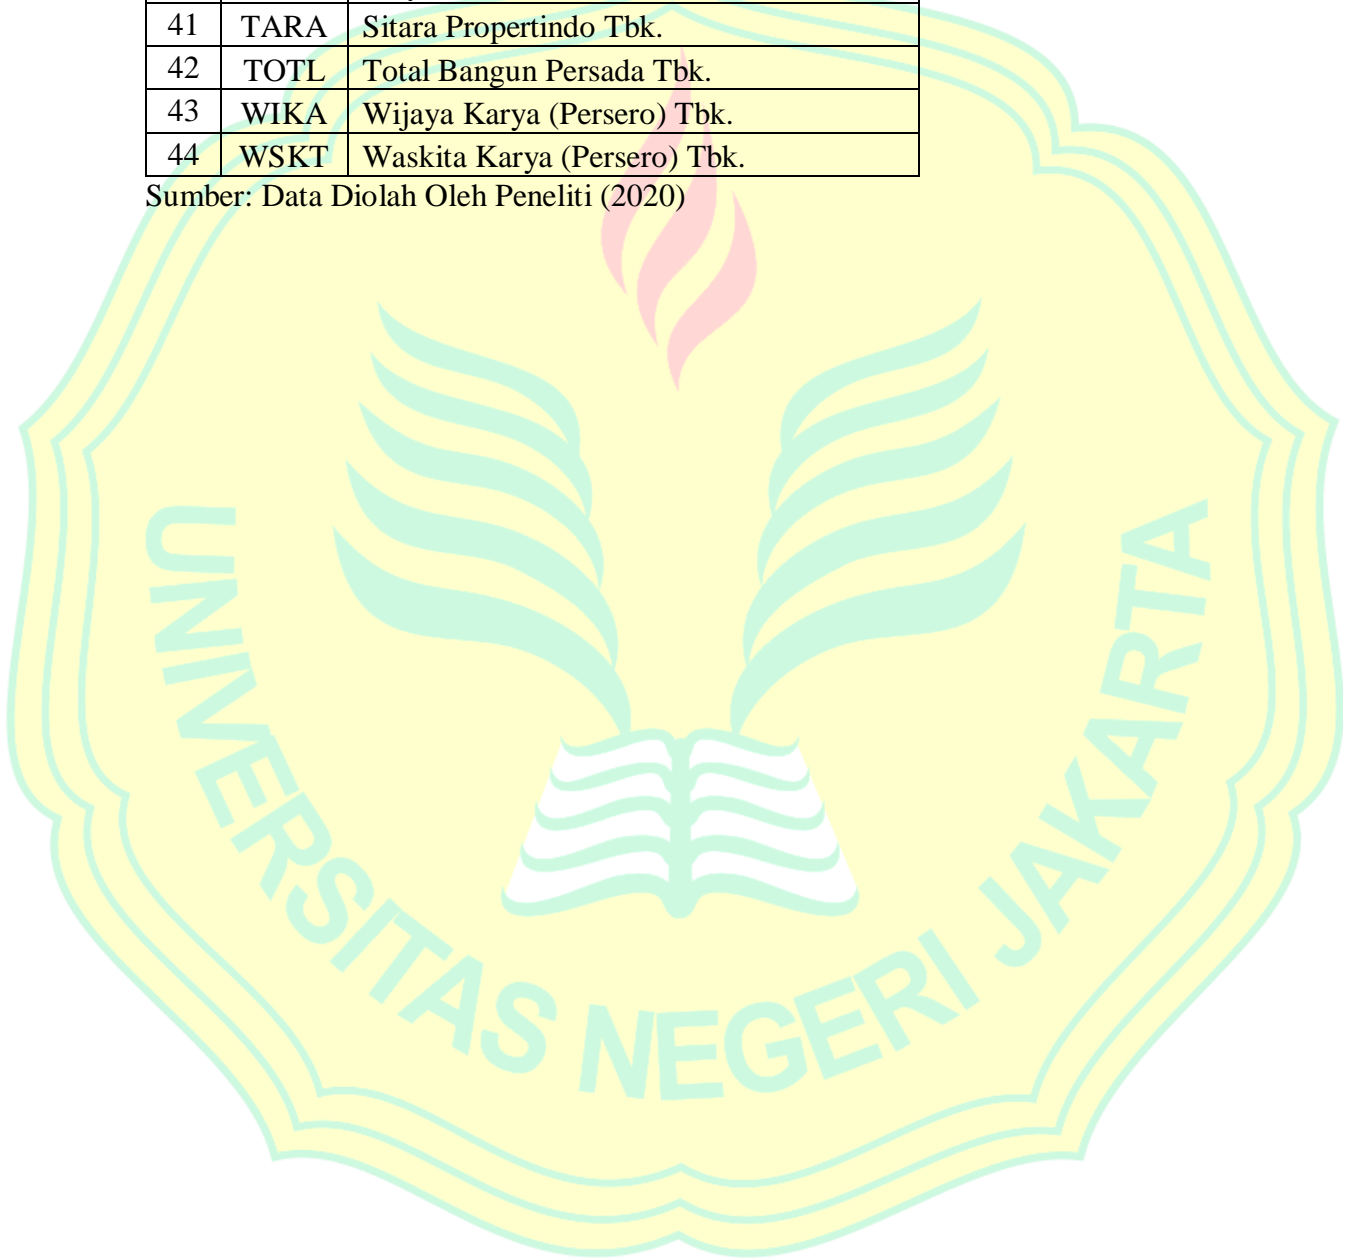 41 TARA Sitara Propertindo Tbk.
42 TOTL Total Bangun Persada Tbk.
43 WIKA Wijaya Karya (Persero) Tbk.
44 WSKT Waskita Karya (Persero) Tbk.
Sumber: Data Diolah Oleh Peneliti (2020)
UNIVERSITAS NEGERI JAKARTA